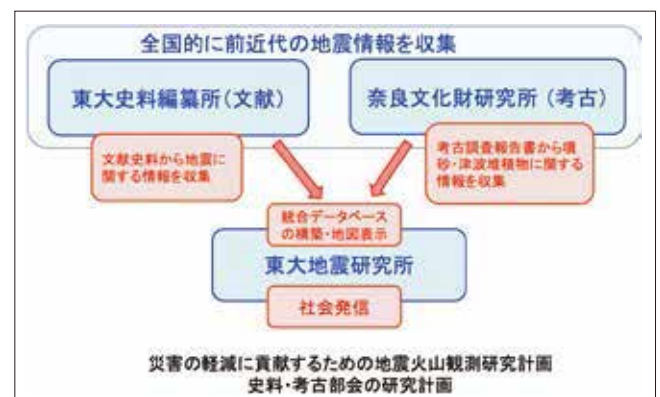 全国的に前近代の地震情報を収集
東大史料編纂所(文献)
奈良文化財研究所(考古)
文献史料から地震に
関する情報を収集
考古調査報告書から噴
砂・津波堆積物に関する
情報を収集
統合データベース
の構築・地図表示
東大地震研究所
社会発信
災害の軽減に貢献するための地震火山観測研究計画
史料・考古部会の研究計画